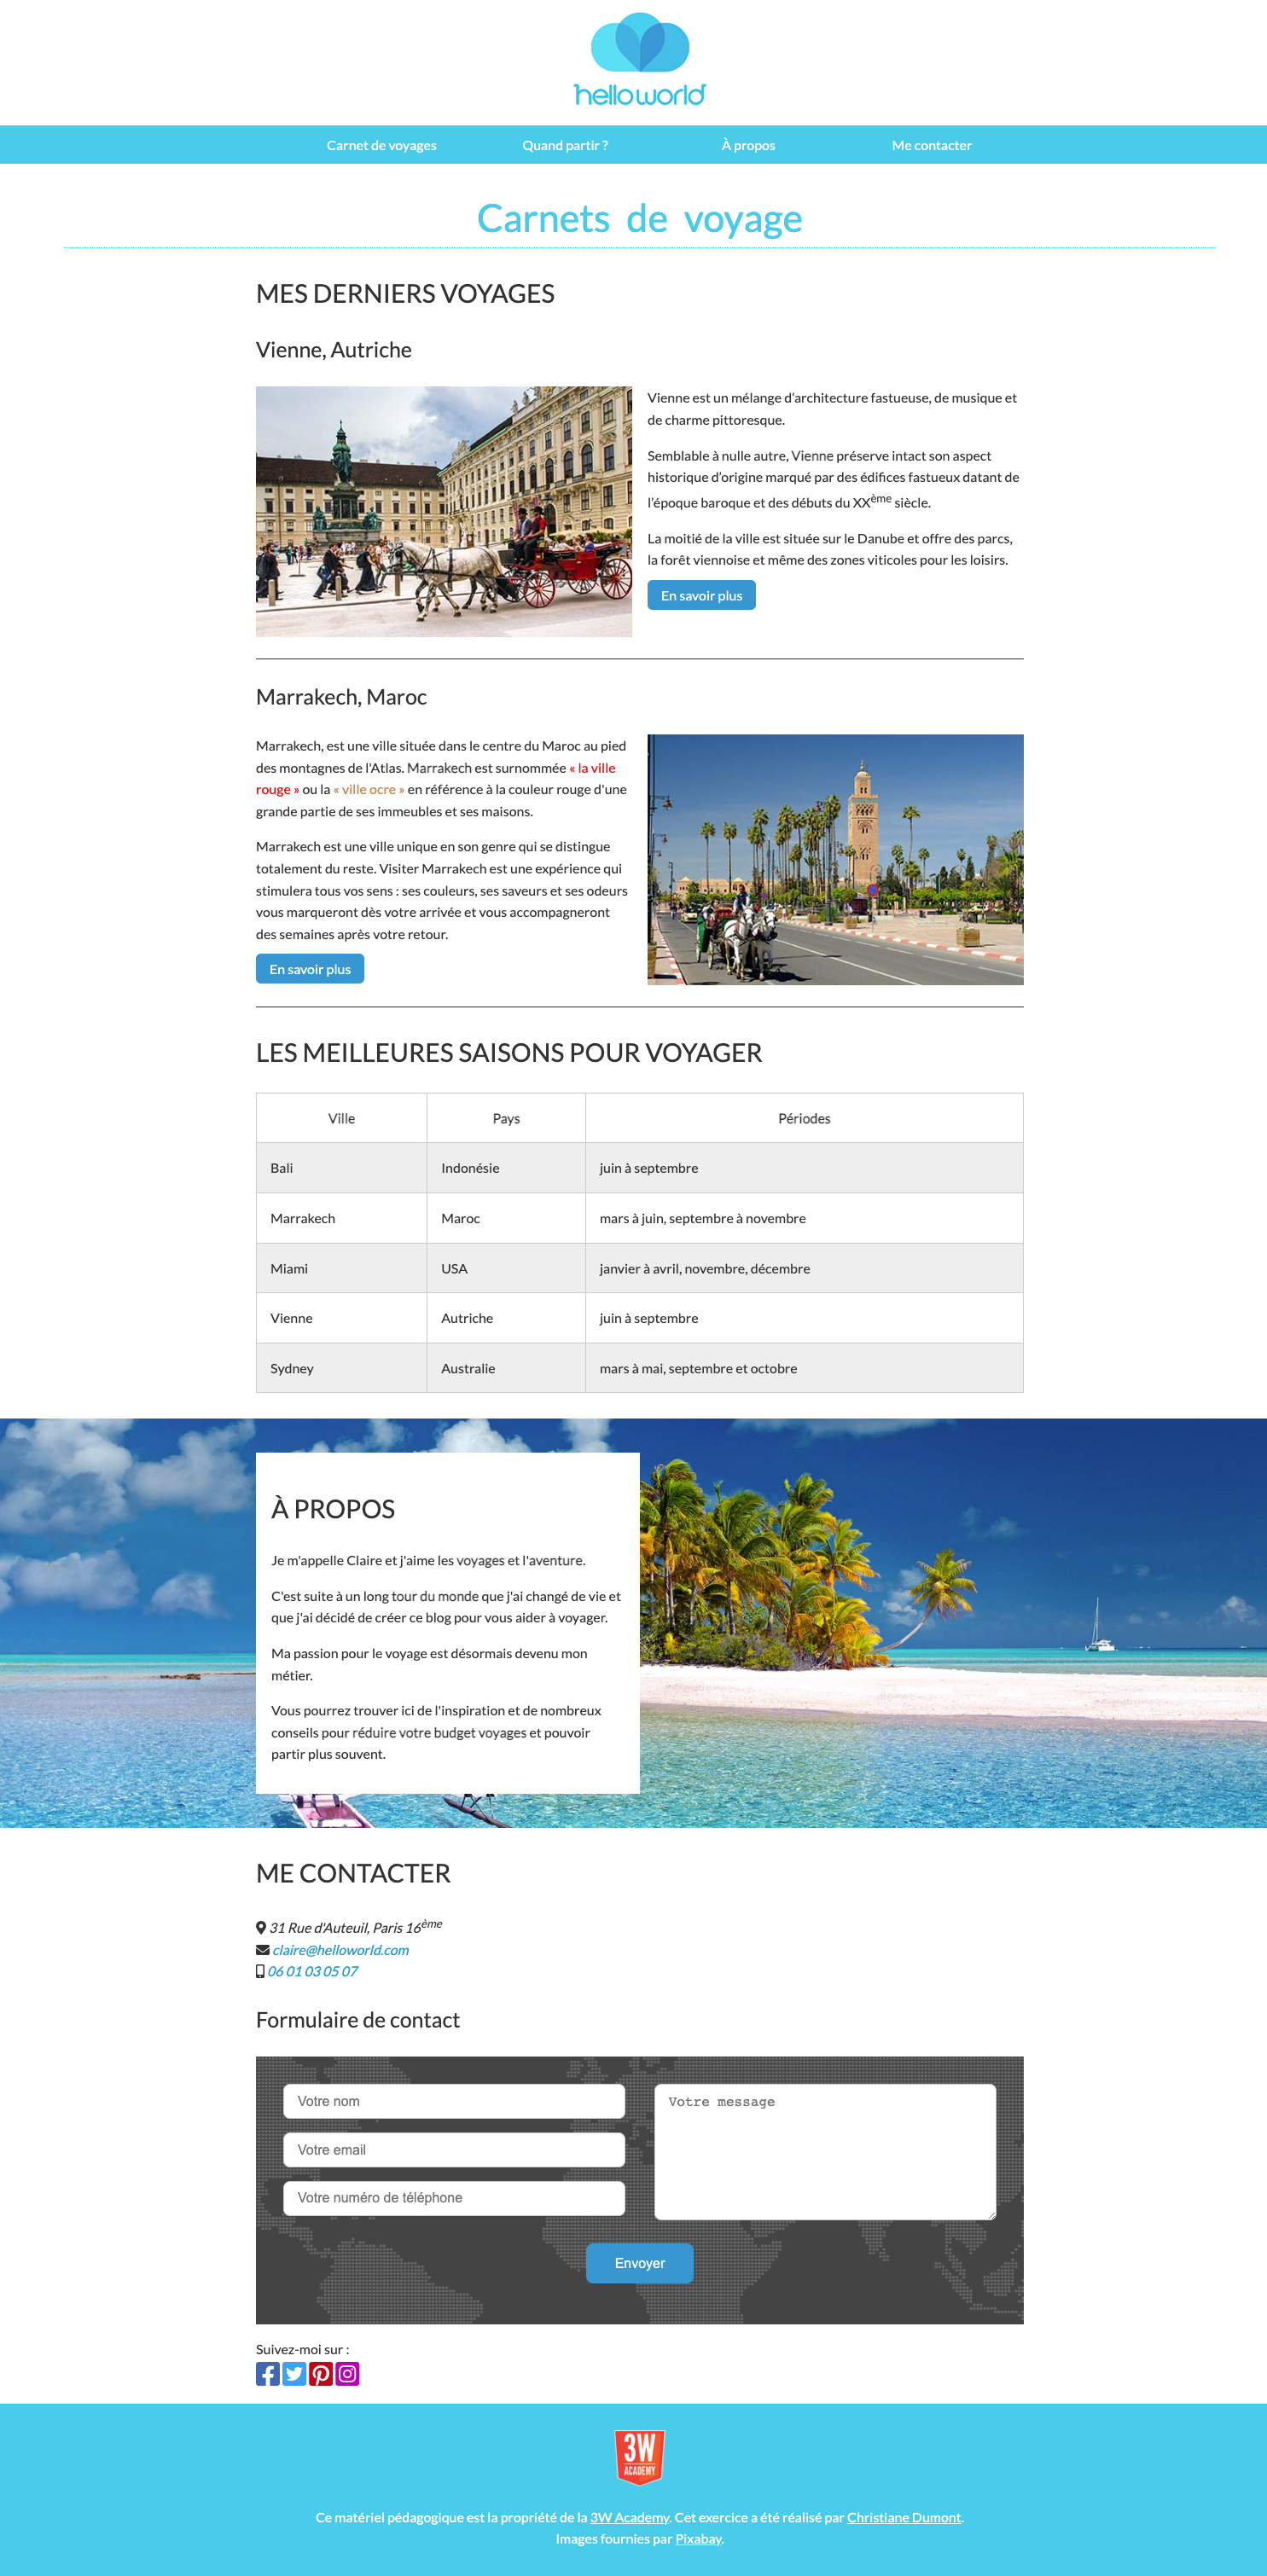 helloworld
Carnet de voyages
Quand partir ?
À propos
Me contacter
Carnets de voyage
MES DERNIERS VOYAGES
Vienne, Autriche
Vienne est un mélange d’architecture fastueuse, de musique et
de charme pittoresque.
Semblable à nulle autre, Vienne préserve intact son aspect
historique d’origine marqué par des édifices fastueux datant de
l’époque baroque et des débuts du XXème siècle.
La moitié de la ville est située sur le Danube et offre des parcs,
la forêt viennoise et même des zones viticoles pour les loisirs.
En savoir plus
Marrakech, Maroc
Marrakech, est une ville située dans le centre du Maroc au pied
des montagnes de l'Atlas. Marrakech est surnommée « la ville
rouge » ou la « ville ocre » en référence à la couleur rouge d'une
grande partie de ses immeubles et ses maisons.
Marrakech est une ville unique en son genre qui se distingue
totalement du reste. Visiter Marrakech est une expérience qui
stimulera tous vos sens : ses couleurs, ses saveurs et ses odeurs
vous marqueront dès votre arrivée et vous accompagneront
des semaines après votre retour.
En savoir plus
LES MEILLEURES SAISONS POUR VOYAGER
Ville Pays Périodes
Bali Indonésie juin à septembre
Marrakech Maroc mars à juin, septembre à novembre
Miami USA janvier à avril, novembre, décembre
Vienne Autriche juin à septembre
Sydney Australie mars à mai, septembre et octobre
À PROPOS
Je m'appelle Claire et j'aime les voyages et l'aventure.
C'est suite à un long tour du monde que j'ai changé de vie et
que j'ai décidé de créer ce blog pour vous aider à voyager.
Ma passion pour le voyage est désormais devenu mon
métier.
Vous pourrez trouver ici de l'inspiration et de nombreux
conseils pour réduire votre budget voyages et pouvoir
partir plus souvent.
ME CONTACTER
31 Rue d'Auteuil, Paris 16ème
claire@helloworld.com
06 01 03 05 07
Formulaire de contact
Votre nom
Votre email
Votre numéro de téléphone
Votre message
Envoyer
Suivez-moi sur :
3W
ACADEMY
Ce matériel pédagogique est la propriété de la 3W Academy. Cet exercice a été réalisé par Christiane Dumont.
Images fournies par Pixabay.